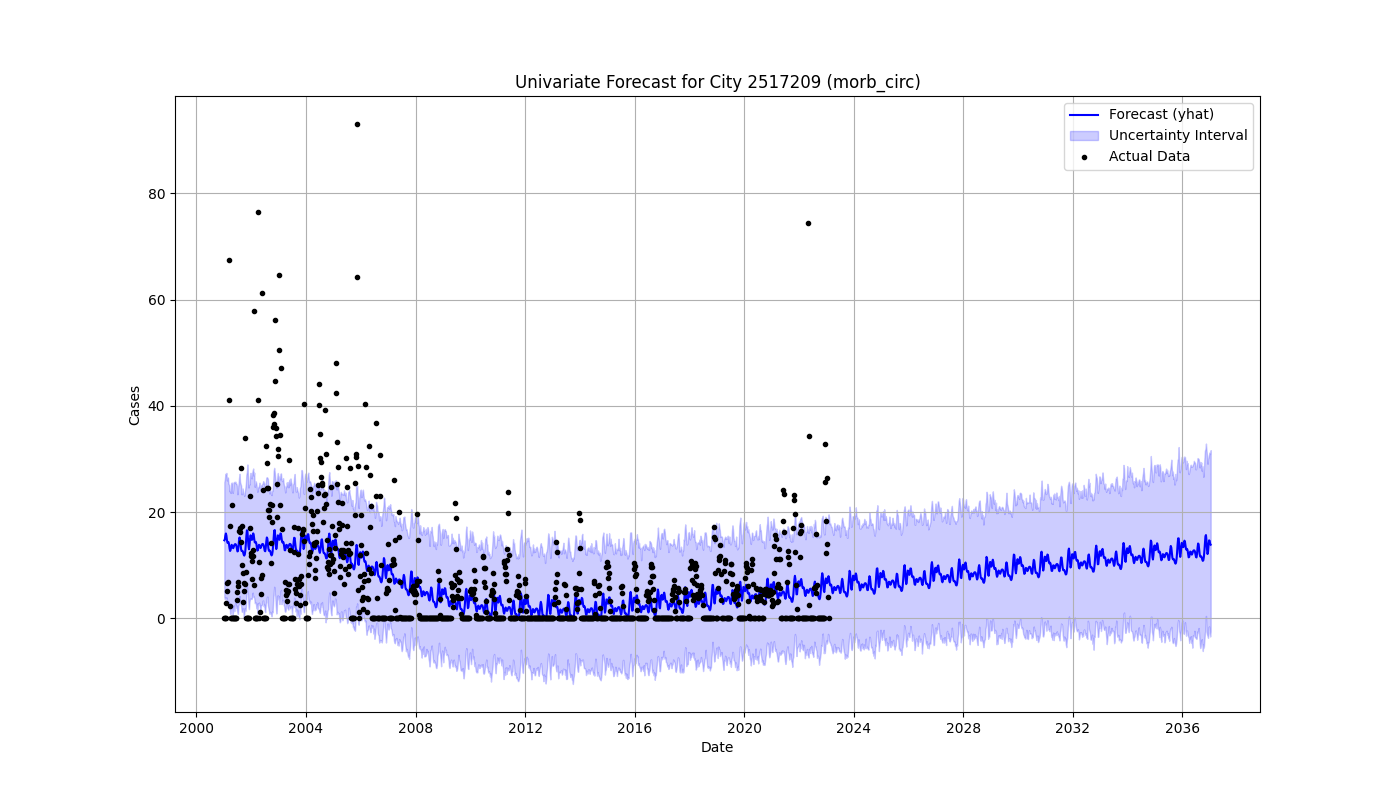 Univariate Forecast for City 2517209 (morb_circ)
Forecast (yhat)
Uncertainty Interval
Actual Data
Cases
80
60
40
20
0
2000 2004 2008 2012 2016 2020 2024 2028 2032 2036
Date